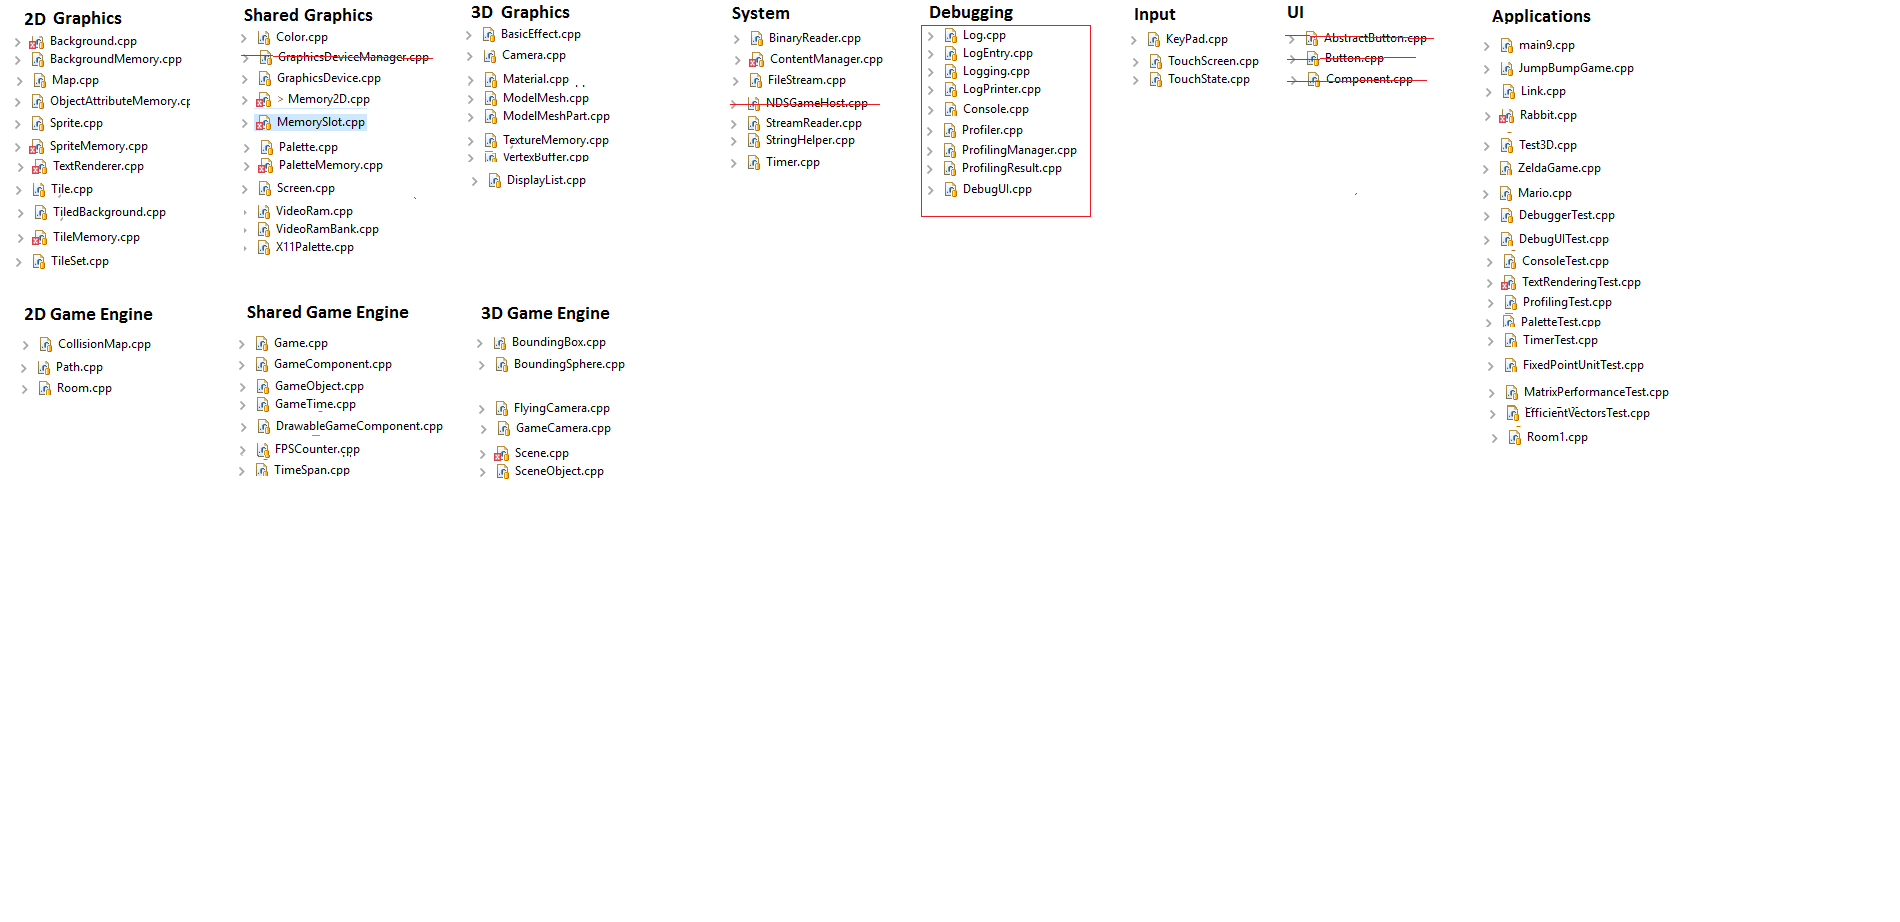 2D Graphics
Background.cpp
BackgroundMemory.cpp
Map.cpp
ObjectAttributeMemory.cp
Sprite.cpp
SpriteMemory.cpp
TextRenderer.cpp
Tile.cpp
TiledBackground.cpp
TileMemory.cpp
TileSet.cpp
Shared Graphics
Color.cpp
GraphicsDeviceManager.cpp
GraphicsDevice.cpp
> Memory2D.cpp
MemorySlot.cpp
Palette.cpp
PaletteMemory.cpp
Screen.cpp
VideoRam.cpp
VideoRamBank.cpp
X11Palette.cpp
3D Graphics
BasicEffect.cpp
Camera.cpp
Material.cpp
ModelMesh.cpp
ModelMeshPart.cpp
TextureMemory.cpp
VertexBuffer.cpp
DisplayList.cpp
System
BinaryReader.cpp
ContentManager.cpp
FileStream.cpp
NDSGameHost.cpp
StreamReader.cpp
StringHelper.cpp
Timer.cpp
Debugging
Log.cpp
LogEntry.cpp
Logging.cpp
LogPrinter.cpp
Console.cpp
Profiler.cpp
ProfilingManager.cpp
ProfilingResult.cpp
DebugUI.cpp
Input
KeyPad.cpp
TouchScreen.cpp
TouchState.cpp
UI
AbstractButton.cpp
Button.cpp
Component.cpp
Applications
main9.cpp
JumpBumpGame.cpp
Link.cpp
Rabbit.cpp
Test3D.cpp
ZeldaGame.cpp
Mario.cpp
DebuggerTest.cpp
DebugUITest.cpp
ConsoleTest.cpp
TextRenderingTest.cpp
ProfilingTest.cpp
PaletteTest.cpp
TimerTest.cpp
FixedPointUnitTest.cpp
MatrixPerformanceTest.cpp
EfficientVectorsTest.cpp
Room1.cpp
2D Game Engine
CollisionMap.cpp
Path.cpp
Room.cpp
Shared Game Engine
Game.cpp
GameComponent.cpp
GameObject.cpp
GameTime.cpp
DrawableGameComponent.cpp
FPSCounter.cpp
TimeSpan.cpp
3D Game Engine
BoundingBox.cpp
BoundingSphere.cpp
FlyingCamera.cpp
GameCamera.cpp
Scene.cpp
SceneObject.cpp